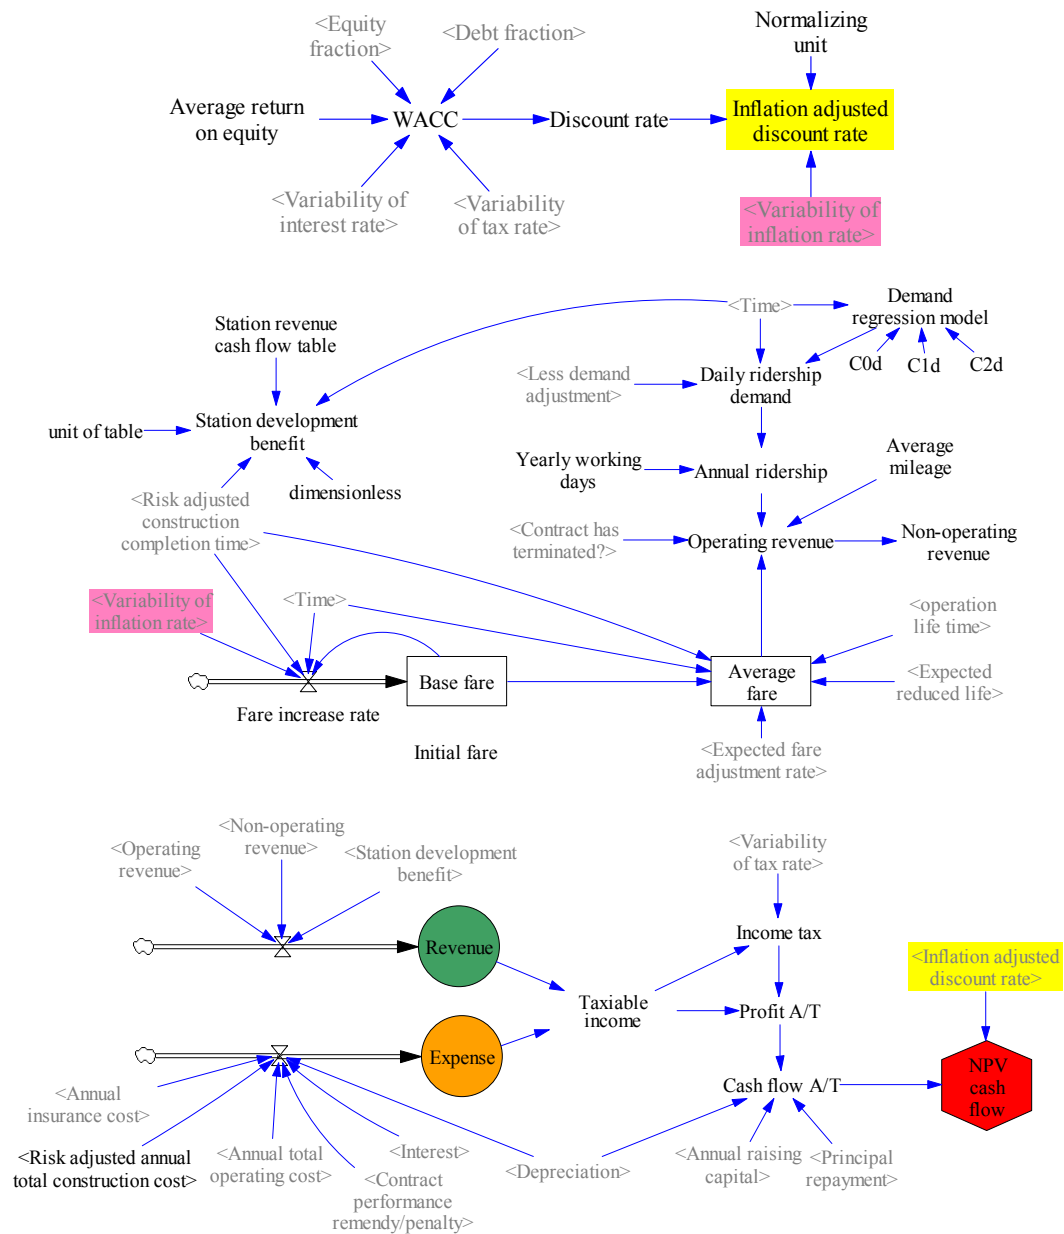 <Equity
fraction>
<Debt fraction>
Normalizing
unit
Average return
on equity
WACC
Discount rate
Inflation adjusted
discount rate
<Variability of
interest rate>
<Variability
of tax rate>
<Variability of
inflation rate>
<Time>
Demand
regression model
Station revenue
cash flow table
C0d
C1d
C2d
<Less demand
adjustment>
Daily ridership
demand
unit of table
Station development
benefit
Average
mileage
Yearly working
days
Annual ridership
dimensionless
<Risk adjusted
construction
completion time>
<Contract has
terminated?>
Operating revenue
Non-operating
revenue
<Variability of
inflation rate>
<Time>
<operation
life time>
Base fare
Average
fare
<Expected
reduced life>
Fare increase rate
Initial fare
<Expected fare
adjustment rate>
<Non-operating
revenue>
<Operating
revenue>
<Station development
benefit>
<Variability
of tax rate>
Revenue
Income tax
<Inflation adjusted
discount rate>
Taxiable
income
Profit A/T
Expense
Cash flow A/T
NPV
cash
flow
<Annual
insurance cost>
<Risk adjusted annual
total construction cost>
<Annual total
operating cost>
<Interest>
<Contract
performance
remendy/penalty>
<Depreciation>
<Annual raising
capital>
<Principal
repayment>